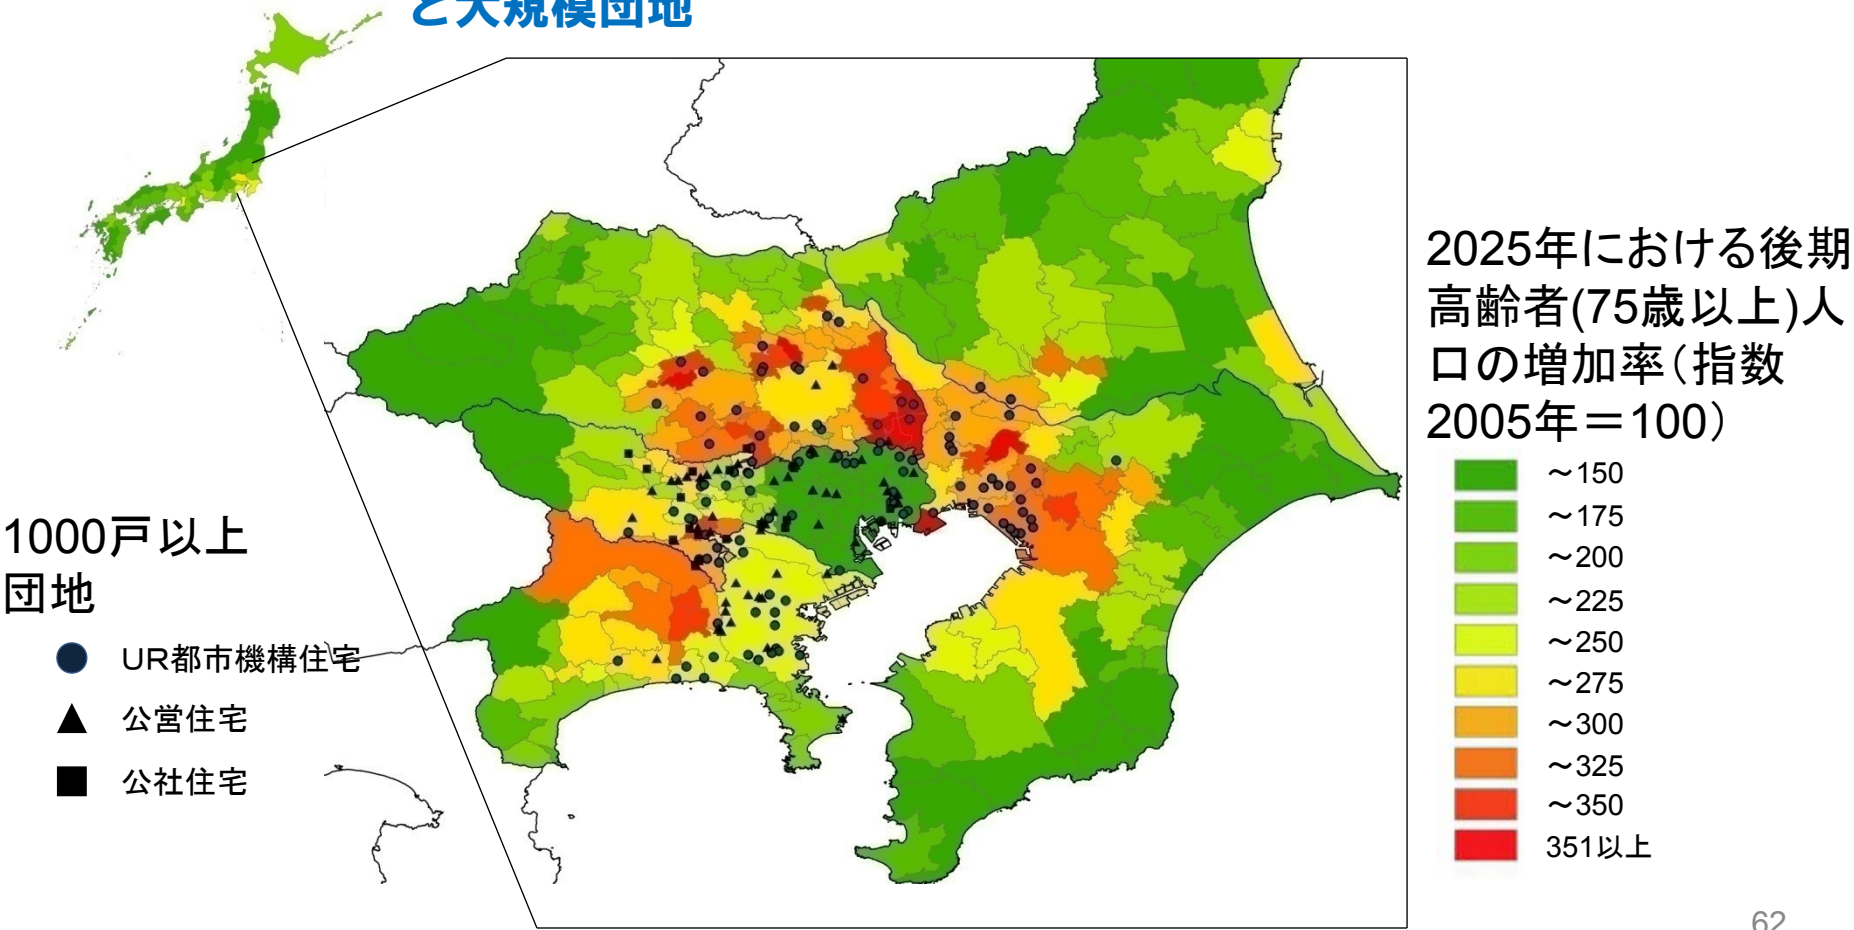 と大規模団地
2025年における後期
高齢者(75歳以上)人
口の増加率（指数
2005年＝100）
～150
～175
～200
～225
～250
～275
～300
～325
～350
351以上
1000戸以上
団地
UR都市機構住宅
公営住宅
公社住宅
62